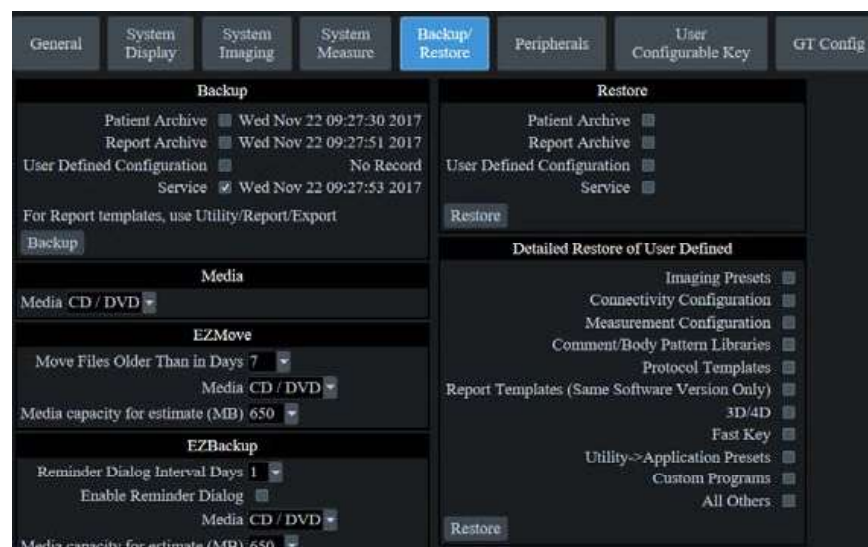 General
System Display
System Imaging
System Measure
Backup/ Restore
Peripherals
User Configurable Key
GT Config
Backup
Patient Archive Wed Nov 22 09:27:30 2017
Report Archive Wed Nov 22 09:27:51 2017
User Defined Configuration No Record
Service Wed Nov 22 09:27:53 2017
For Report templates, use Utility/Report/Export
Backup
Media
Media CD / DVD
EZMove
Move Files Older Than in Days 7
Media CD / DVD
Media capacity for estimate (MB) 650
EZBackup
Reminder Dialog Interval Days 1
Enable Reminder Dialog
Media CD / DVD
Media capacity for estimate (MB) 650
Restore
Patient Archive
Report Archive
User Defined Configuration
Service
Restore
Detailed Restore of User Defined
Imaging Presets
Connectivity Configuration
Measurement Configuration
Comment/Body Pattern Libraries
Protocol Templates
Report Templates (Same Software Version Only)
3D/4D
Fast Key
Utility->Application Presets
Custom Programs
All Others
Restore